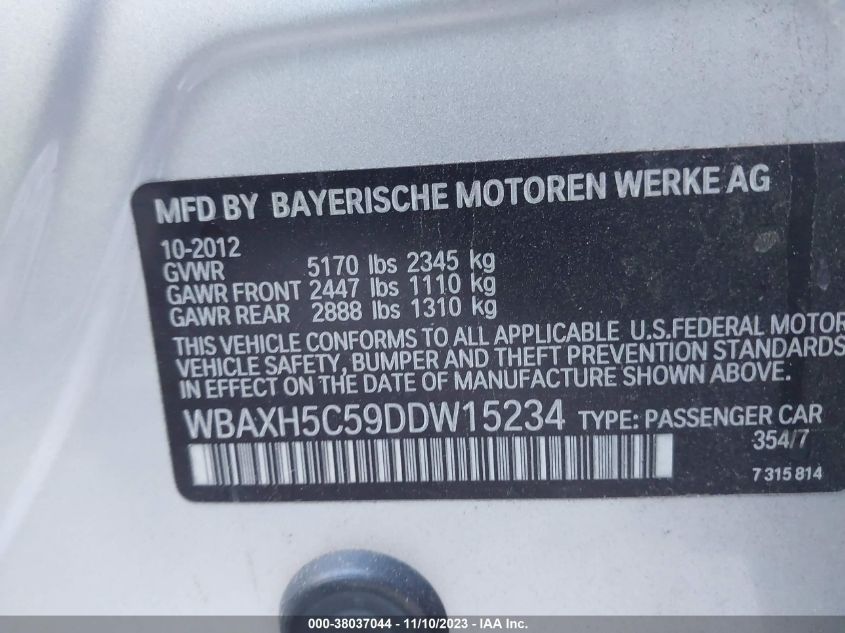 MFD BY BAYERISCHE MOTOREN WERKE AG
10-2012
GVWR 5170 lbs 2345 kg
GAWR FRONT 2447 lbs 1110 kg
GAWR REAR 2888 lbs 1310 kg
THIS VEHICLE CONFORMS TO ALL APPLICABLE U.S.FEDERAL MOTOR
VEHICLE SAFETY, BUMPER AND THEFT PREVENTION STANDARDS
IN EFFECT ON THE DATE OF MANUFACTURE SHOWN ABOVE.
WBAXH5C59DDW15234 TYPE: PASSENGER CAR
354/7
7 315 814
000-38037044 — 11/10/2023 — IAA Inc.